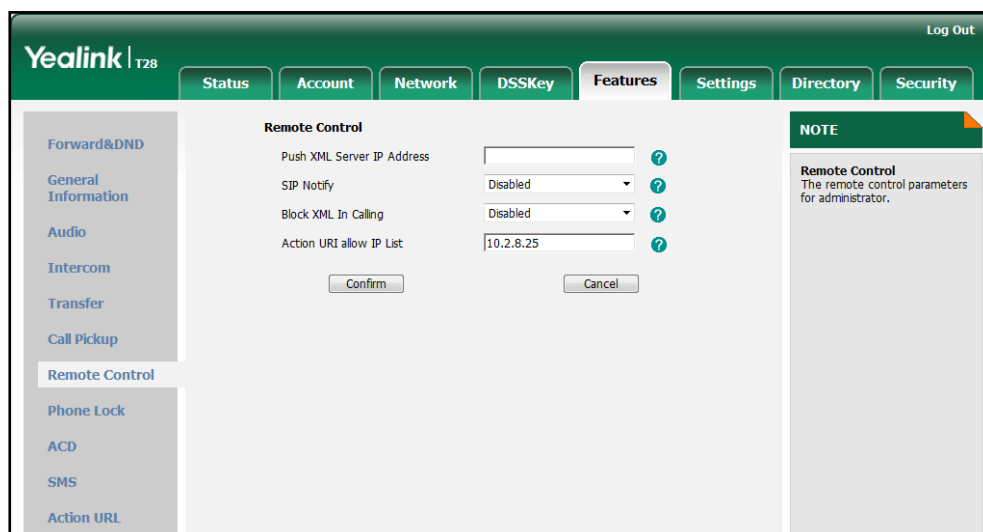 Log Out
Yealink T28
Status Account Network DSSKey Features Settings Directory Security
Forward&DND
General
Information
Audio
Intercom
Transfer
Call Pickup
Remote Control
Phone Lock
ACD
SMS
Action URL
Remote Control
Push XML Server IP Address ?
SIP Notify Disabled ?
Block XML In Calling Disabled ?
Action URI allow IP List 10.2.8.25 ?
Confirm Cancel
NOTE
Remote Control
The remote control parameters
for administrator.